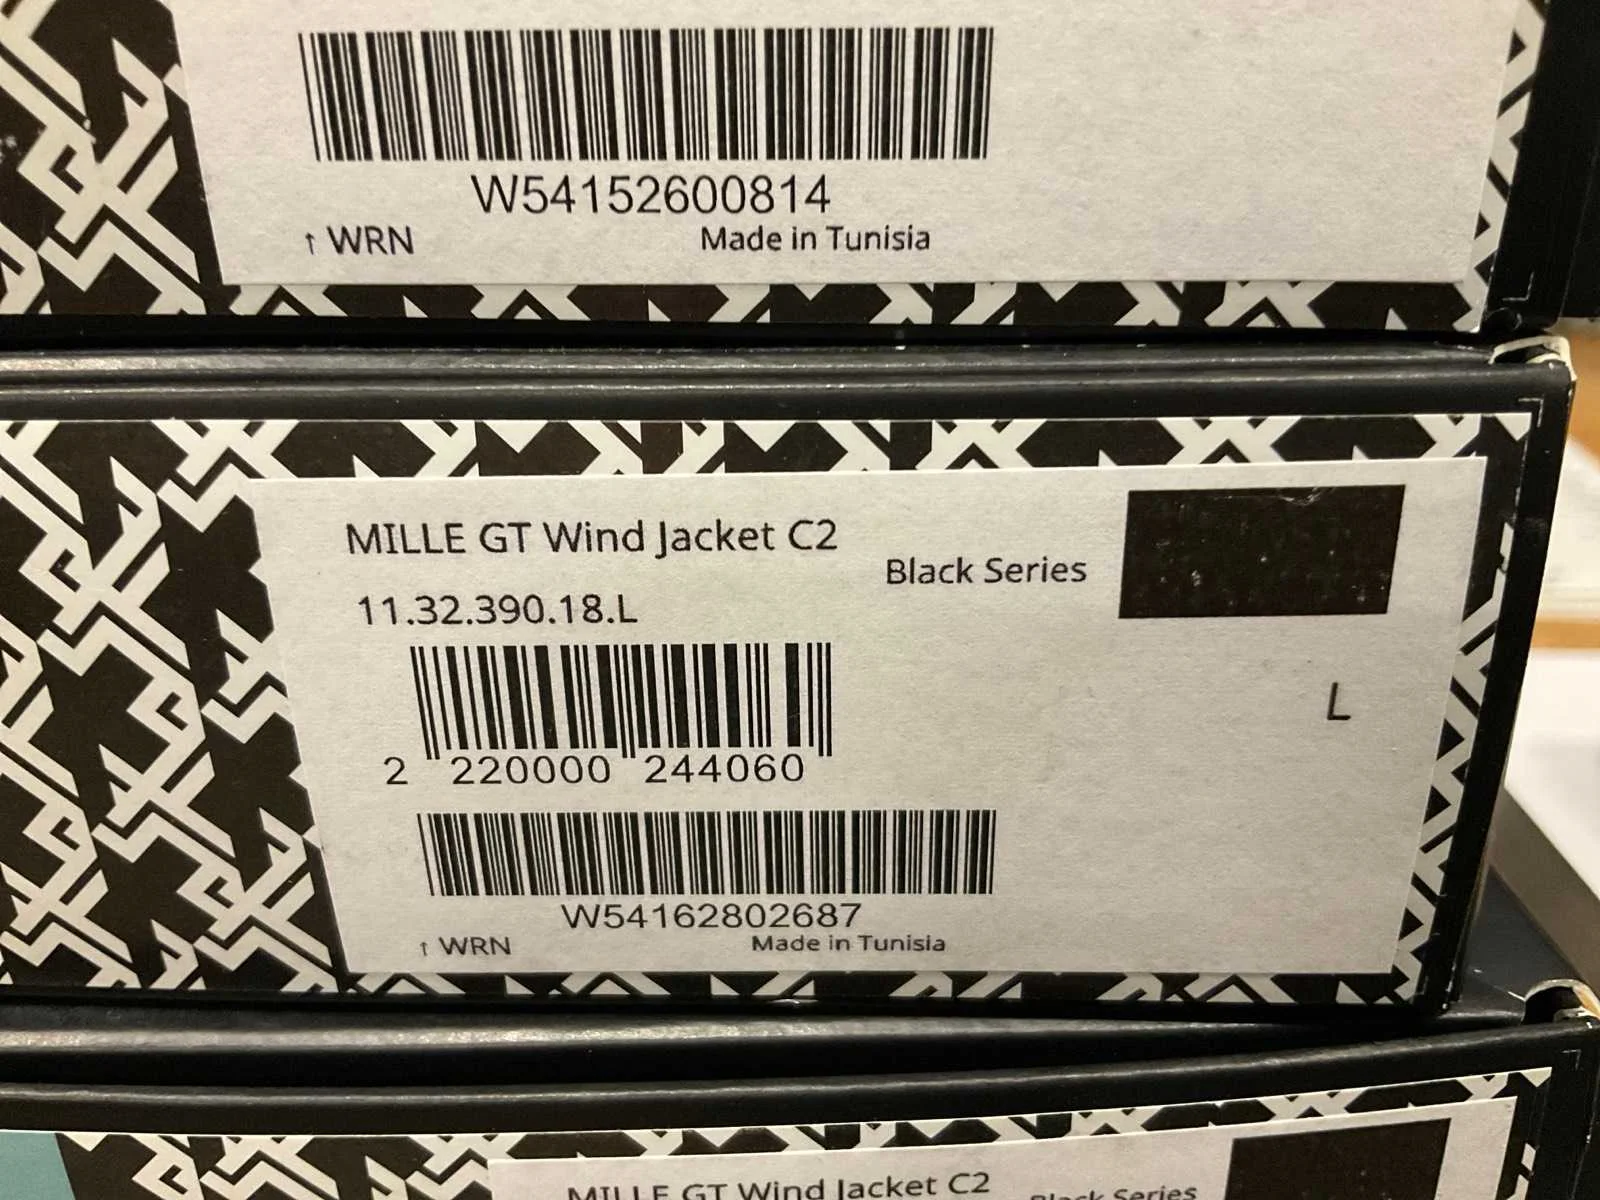 W54152600814
↑ WRN Made in Tunisia
MILLE GT Wind Jacket C2
Black Series
11.32.390.18.L
L
2 220000 244060
W54162802687
↑ WRN Made in Tunisia
MILLE GT Wind Jacket C2
Black Series